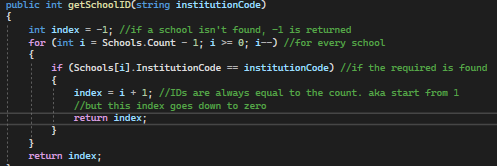 public int getSchoolID(string institutionCode)
{
int index = -1; //if a school isn't found, -1 is returned
for (int i = Schools.Count - 1; i >= 0; i--) //for every school
{
if (Schools[i].InstitutionCode == institutionCode) //if the required is found
{
index = i + 1; //IDs are always equal to the count. aka start from 1
//but this index goes down to zero
return index;
}
}
return index;